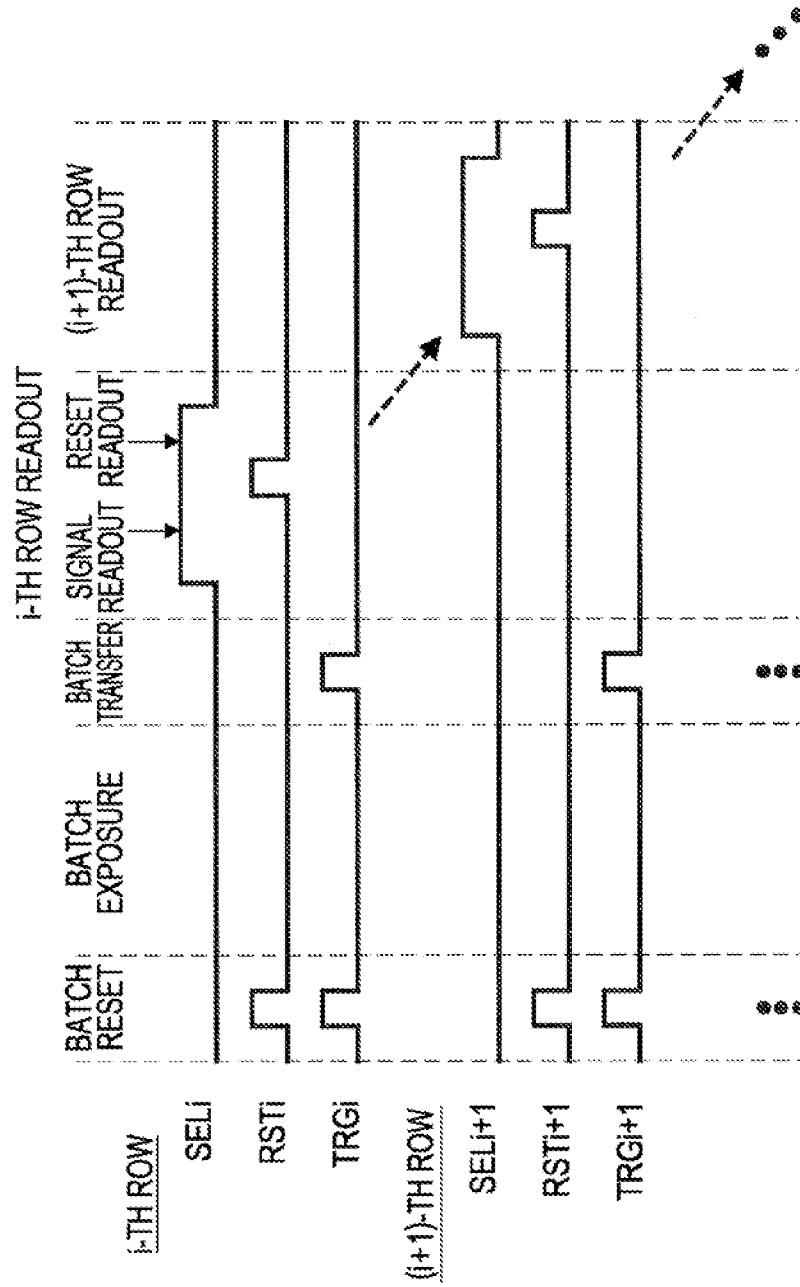 i-TH ROW READOUT
BATCH
RESET
BATCH
EXPOSURE
BATCH
TRANSFER
SIGNAL
READOUT
RESET
READOUT
(i+1)-TH ROW
READOUT
i-TH ROW
SELi
RSTi
TRGi
(i+1)-TH ROW
SELi+1
RSTi+1
TRGi+1